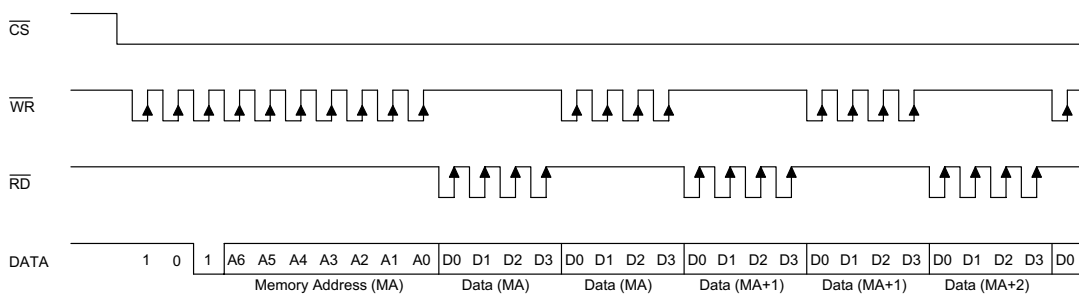 CS
WR
RD
DATA 1 0 1 A6 A5 A4 A3 A2 A1 A0 D0 D1 D2 D3 D0 D1 D2 D3 D0 D1 D2 D3 D0 D1 D2 D3 D0 D1 D2 D3 D0
Memory Address (MA) Data (MA) Data (MA) Data (MA+1) Data (MA+1) Data (MA+2)